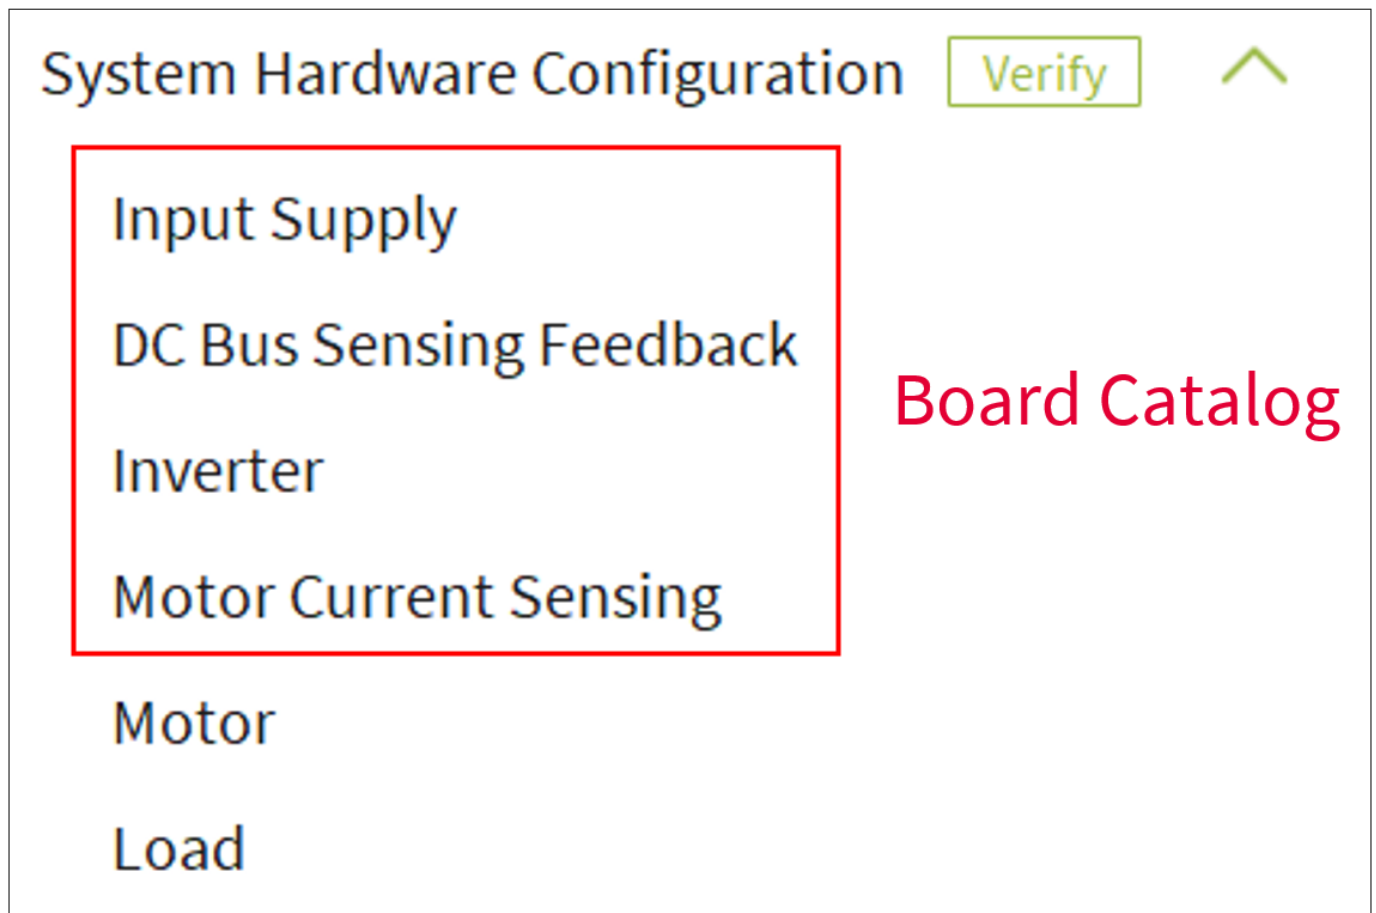 System Hardware Configuration Verify
Input Supply
DC Bus Sensing Feedback
Inverter
Motor Current Sensing
Board Catalog
Motor
Load